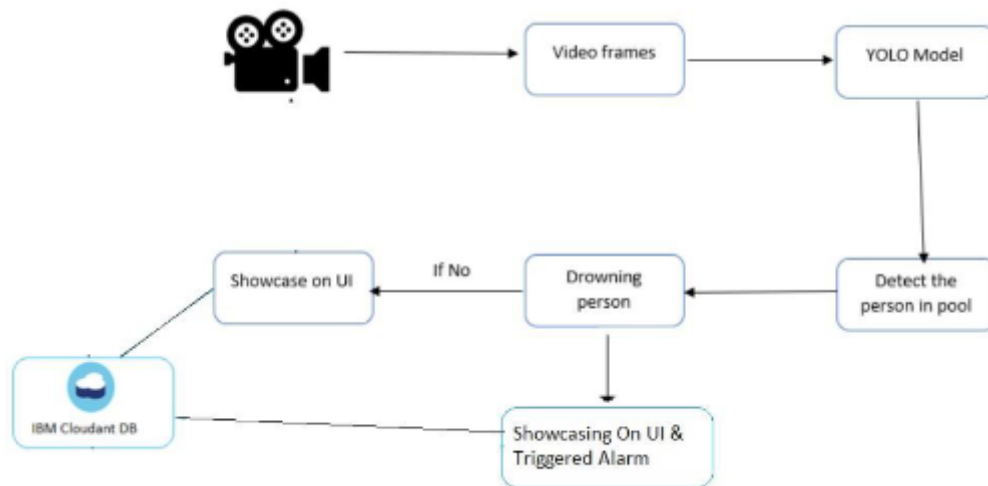 Video frames
YOLO Model
Showcase on UI
If No
Drowning
person
Detect the
person in pool
IBM Cloudant DB
Showcasing On UI &
Triggered Alarm